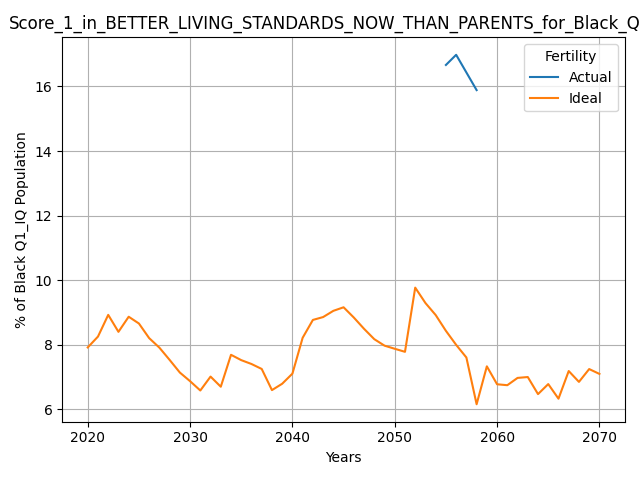 Score_1_in_BETTER_LIVING_STANDARDS_NOW_THAN_PARENTS_for_Black_Q
Fertility
Actual
Ideal
16
14
12
10
8
6
% of Black Q1_IQ Population
2020
2030
2040
2050
2060
2070
Years